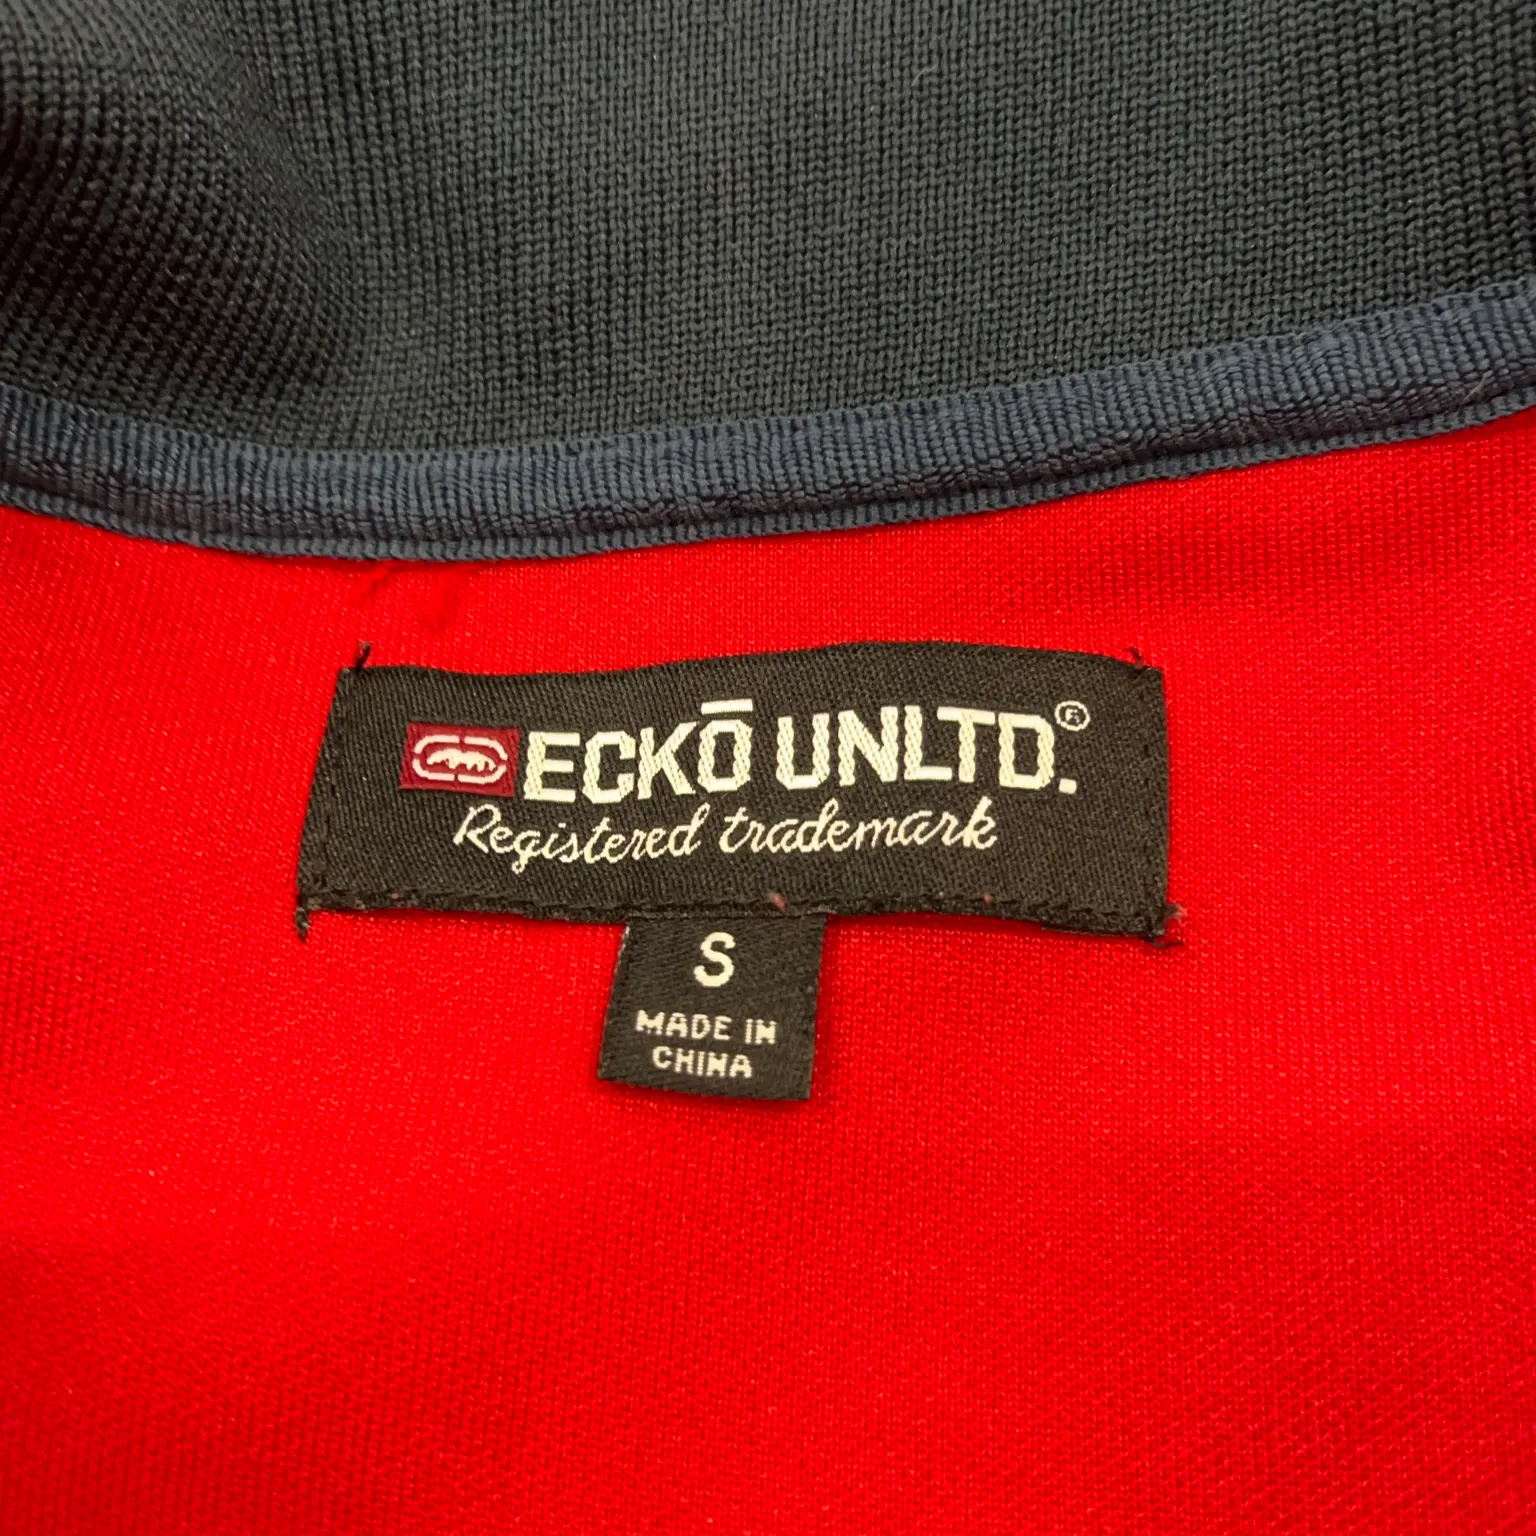 ECKŌ UNLTD.®
Registered trademark
S
MADE IN
CHINA